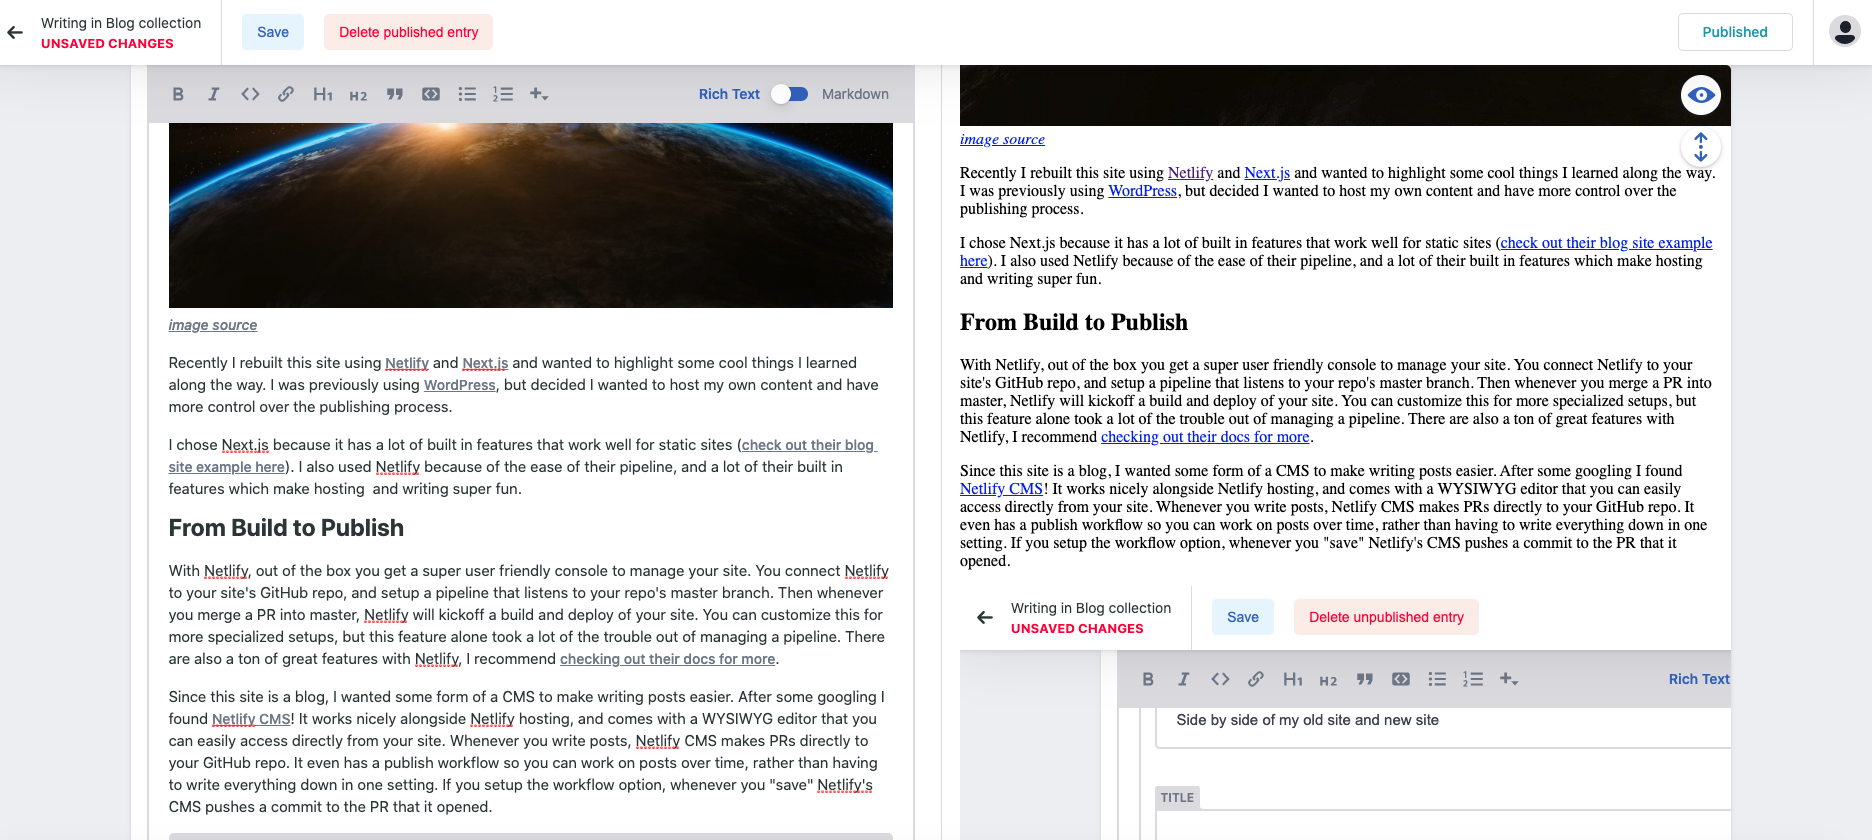 Writing in Blog collection
UNSAVED CHANGES
Save
Delete published entry
Published
B I <> H1 H2
Rich Text
Markdown
image source
Recently I rebuilt this site using Netlify and Next.js and wanted to highlight some cool things I learned
along the way. I was previously using WordPress, but decided I wanted to host my own content and have
more control over the publishing process.
I chose Next.js because it has a lot of built in features that work well for static sites (check out their blog
site example here). I also used Netlify because of the ease of their pipeline, and a lot of their built in
features which make hosting  and writing super fun.
From Build to Publish
With Netlify, out of the box you get a super user friendly console to manage your site. You connect Netlify
to your site's GitHub repo, and setup a pipeline that listens to your repo's master branch. Then whenever
you merge a PR into master, Netlify will kickoff a build and deploy of your site. You can customize this for
more specialized setups, but this feature alone took a lot of the trouble out of managing a pipeline. There
are also a ton of great features with Netlify, I recommend checking out their docs for more.
Since this site is a blog, I wanted some form of a CMS to make writing posts easier. After some googling I
found Netlify CMS! It works nicely alongside Netlify hosting, and comes with a WYSIWYG editor that you
can easily access directly from your site. Whenever you write posts, Netlify CMS makes PRs directly to
your GitHub repo. It even has a publish workflow so you can work on posts over time, rather than having
to write everything down in one setting. If you setup the workflow option, whenever you "save" Netlify's
CMS pushes a commit to the PR that it opened.
image source
Recently I rebuilt this site using Netlify and Next.js and wanted to highlight some cool things I learned along the way.
I was previously using WordPress, but decided I wanted to host my own content and have more control over the
publishing process.
I chose Next.js because it has a lot of built in features that work well for static sites (check out their blog site example
here). I also used Netlify because of the ease of their pipeline, and a lot of their built in features which make hosting
and writing super fun.
From Build to Publish
With Netlify, out of the box you get a super user friendly console to manage your site. You connect Netlify to your
site's GitHub repo, and setup a pipeline that listens to your repo's master branch. Then whenever you merge a PR into
master, Netlify will kickoff a build and deploy of your site. You can customize this for more specialized setups, but
this feature alone took a lot of the trouble out of managing a pipeline. There are also a ton of great features with
Netlify, I recommend checking out their docs for more.
Since this site is a blog, I wanted some form of a CMS to make writing posts easier. After some googling I found
Netlify CMS! It works nicely alongside Netlify hosting, and comes with a WYSIWYG editor that you can easily
access directly from your site. Whenever you write posts, Netlify CMS makes PRs directly to your GitHub repo. It
even has a publish workflow so you can work on posts over time, rather than having to write everything down in one
setting. If you setup the workflow option, whenever you "save" Netlify's CMS pushes a commit to the PR that it
opened.
Writing in Blog collection
UNSAVED CHANGES
Save
Delete unpublished entry
B I <> H1 H2
Rich Text
Side by side of my old site and new site
TITLE